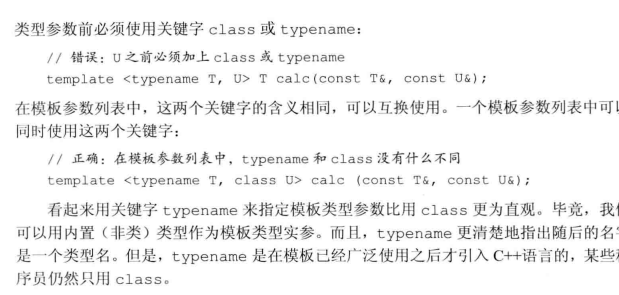 类型参数前必须使用关键字 class 或 typename：
// 错误：U 之前必须加上 class 或 typename
template <typename T, U> T calc(const T&, const U&);
在模板参数列表中，这两个关键字的含义相同，可以互换使用。一个模板参数列表中可以
同时使用这两个关键字：
// 正确：在模板参数列表中，typename 和 class 没有什么不同
template <typename T, class U> calc (const T&, const U&);
看起来用关键字 typename 来指定模板类型参数比用 class 更为直观。毕竟，我们
可以用内置（非类）类型作为模板类型实参。而且，typename 更清楚地指出随后的名字
是一个类型名。但是，typename 是在模板已经广泛使用之后才引入 C++语言的，某些程
序员仍然只用 class。